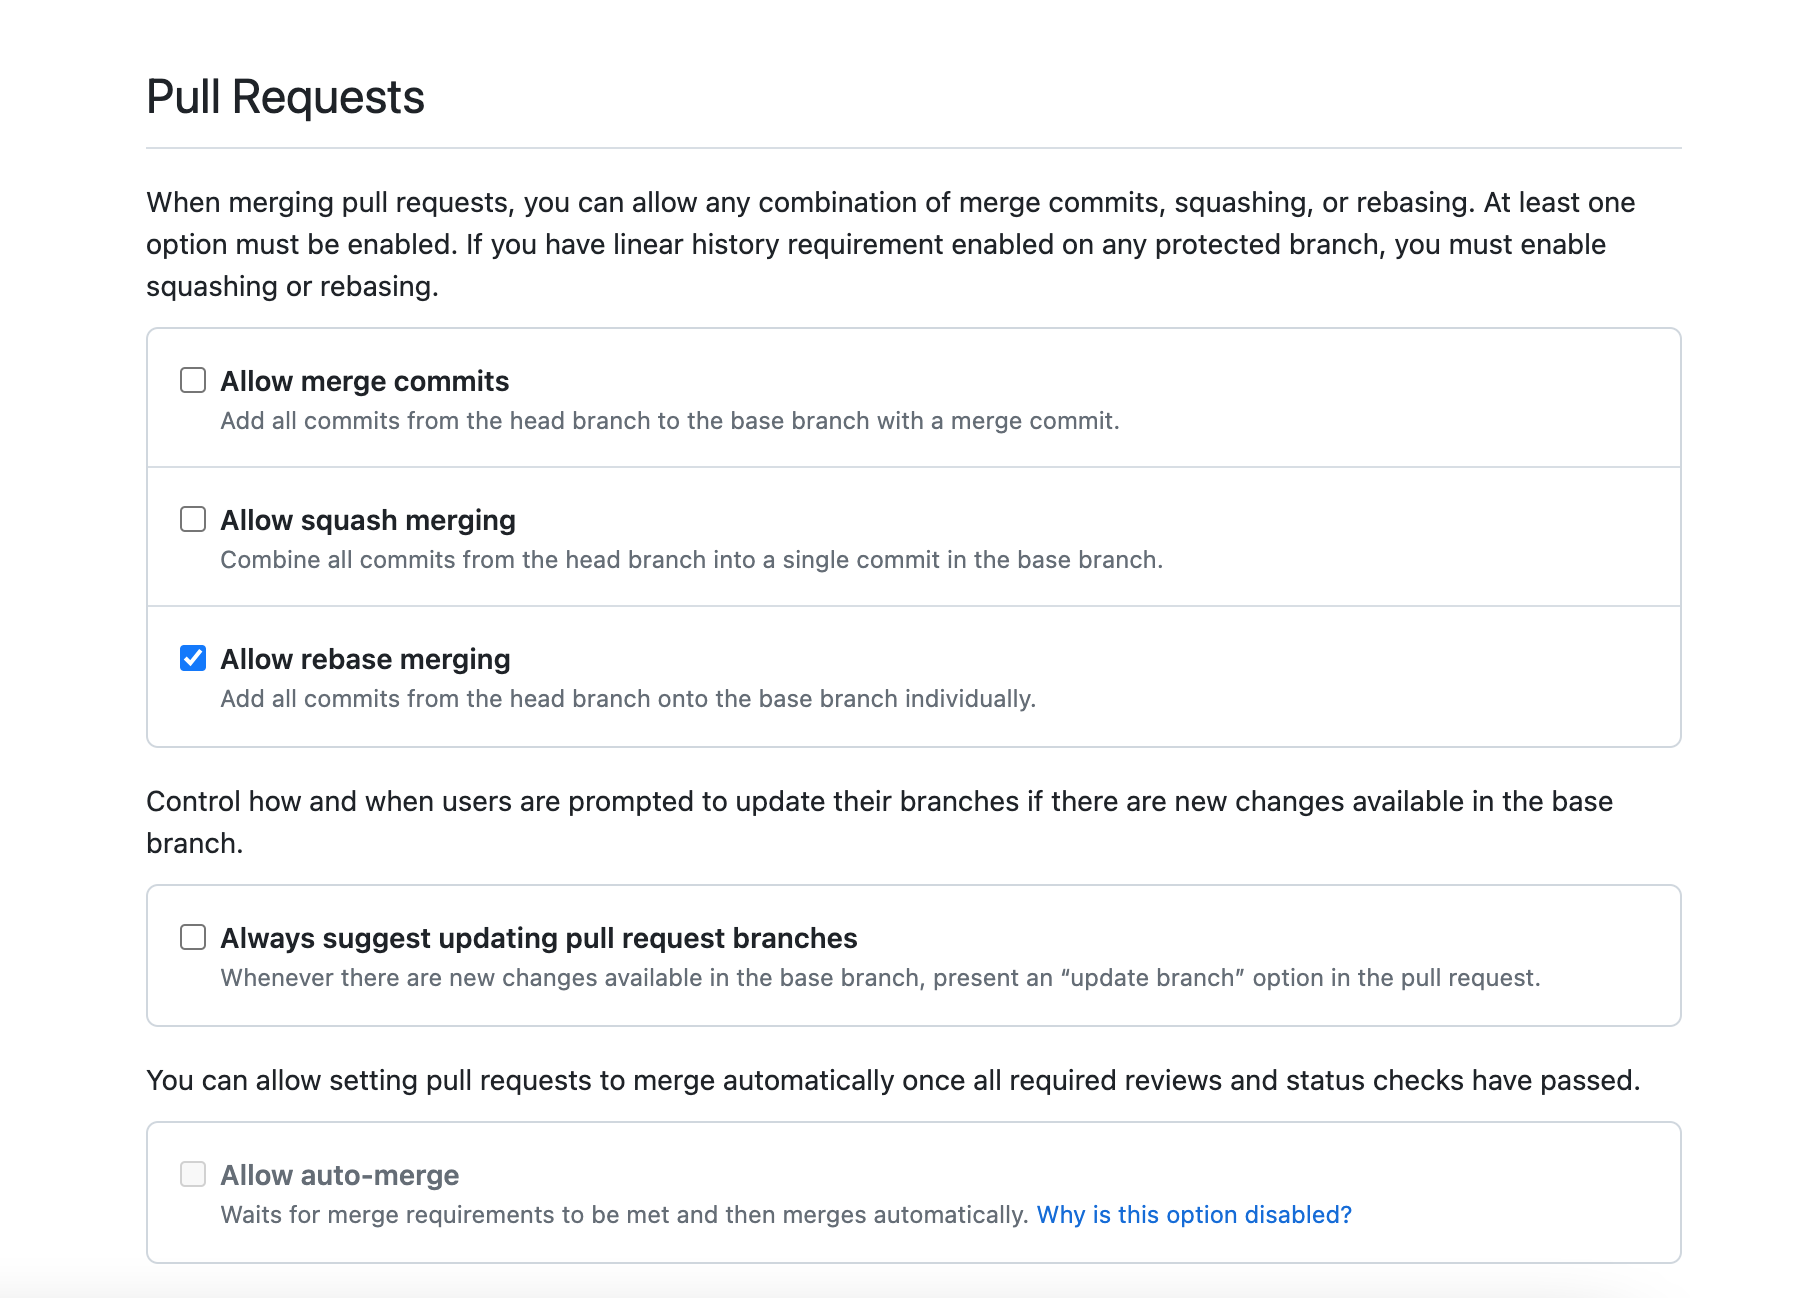 Pull Requests
When merging pull requests, you can allow any combination of merge commits, squashing, or rebasing. At least one
option must be enabled. If you have linear history requirement enabled on any protected branch, you must enable
squashing or rebasing.
Allow merge commits
Add all commits from the head branch to the base branch with a merge commit.
Allow squash merging
Combine all commits from the head branch into a single commit in the base branch.
Allow rebase merging
Add all commits from the head branch onto the base branch individually.
Control how and when users are prompted to update their branches if there are new changes available in the base
branch.
Always suggest updating pull request branches
Whenever there are new changes available in the base branch, present an “update branch” option in the pull request.
You can allow setting pull requests to merge automatically once all required reviews and status checks have passed.
Allow auto-merge
Waits for merge requirements to be met and then merges automatically. Why is this option disabled?